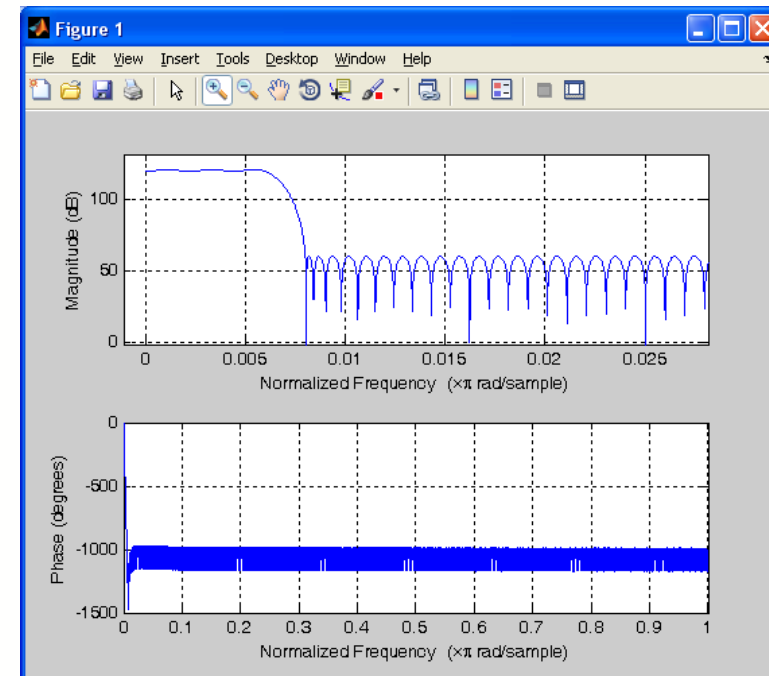 Figure 1
File Edit View Insert Tools Desktop Window Help
Magnitude (dB)
100
50
0
0 0.005 0.01 0.015 0.02 0.025
Normalized Frequency (×π rad/sample)
Phase (degrees)
0
-500
-1000
-1500
0 0.1 0.2 0.3 0.4 0.5 0.6 0.7 0.8 0.9 1
Normalized Frequency (×π rad/sample)